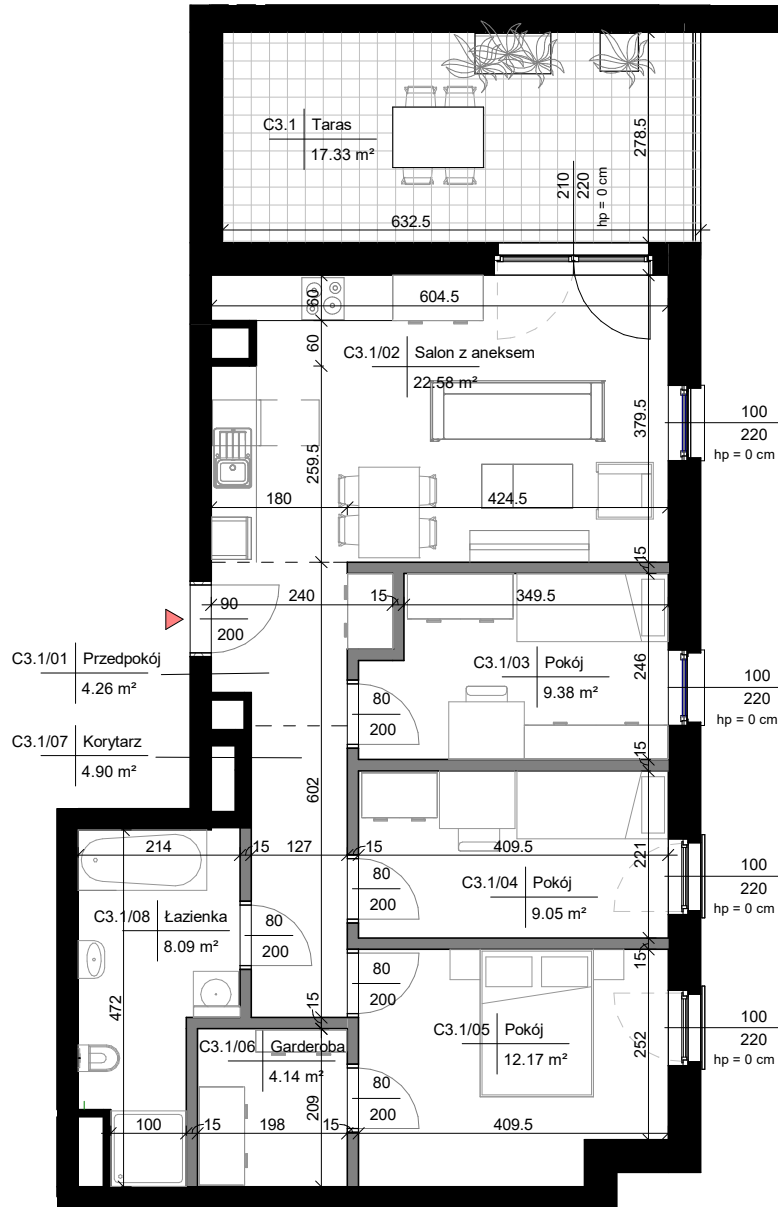 C3.1 Taras
17.33 m²
278.5
210
220
hp = 0 cm
632.5
60
604.5
60
C3.1/02 Salon z aneksem
22.58 m²
379.5
100
220
hp = 0 cm
259.5
180
424.5
15
90
200
240
15
349.5
C3.1/01 Przedpokój
4.26 m²
C3.1/03 Pokój
9.38 m²
246
100
220
hp = 0 cm
80
200
C3.1/07 Korytarz
4.90 m²
15
602
214
15
127
15
409.5
221
C3.1/04 Pokój
9.05 m²
80
200
100
220
hp = 0 cm
C3.1/08 Łazienka
8.09 m²
80
200
15
80
200
472
15
C3.1/05 Pokój
12.17 m²
252
100
220
hp = 0 cm
C3.1/06 Garderoba
4.14 m²
209
80
200
100
15
198
15
409.5